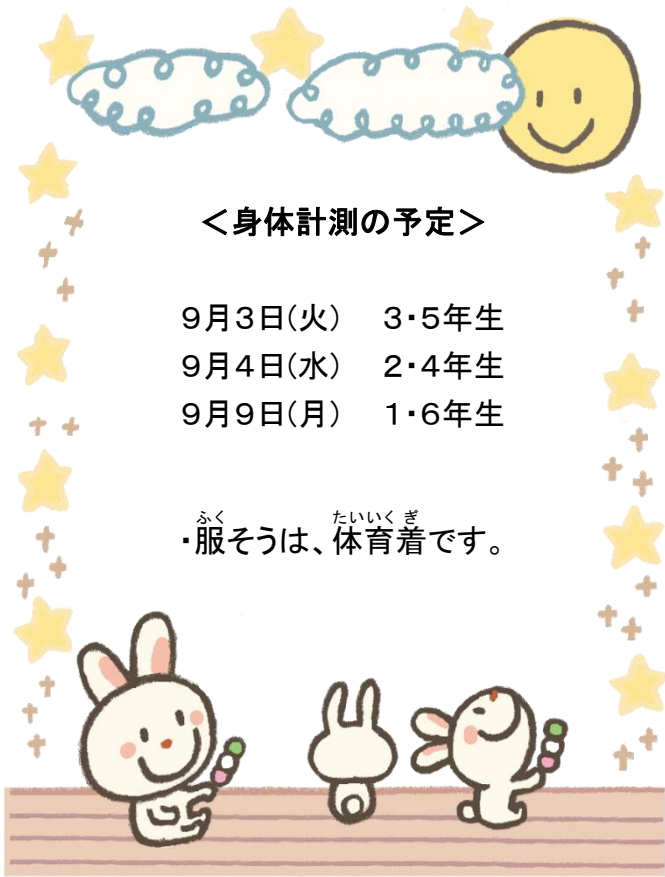 ＜身体計測の予定＞
９月３日(火)　３・５年生
９月４日(水)　２・４年生
９月９日(月)　１・６年生
ふく　たいいく ぎ
・服そうは、体育着です。